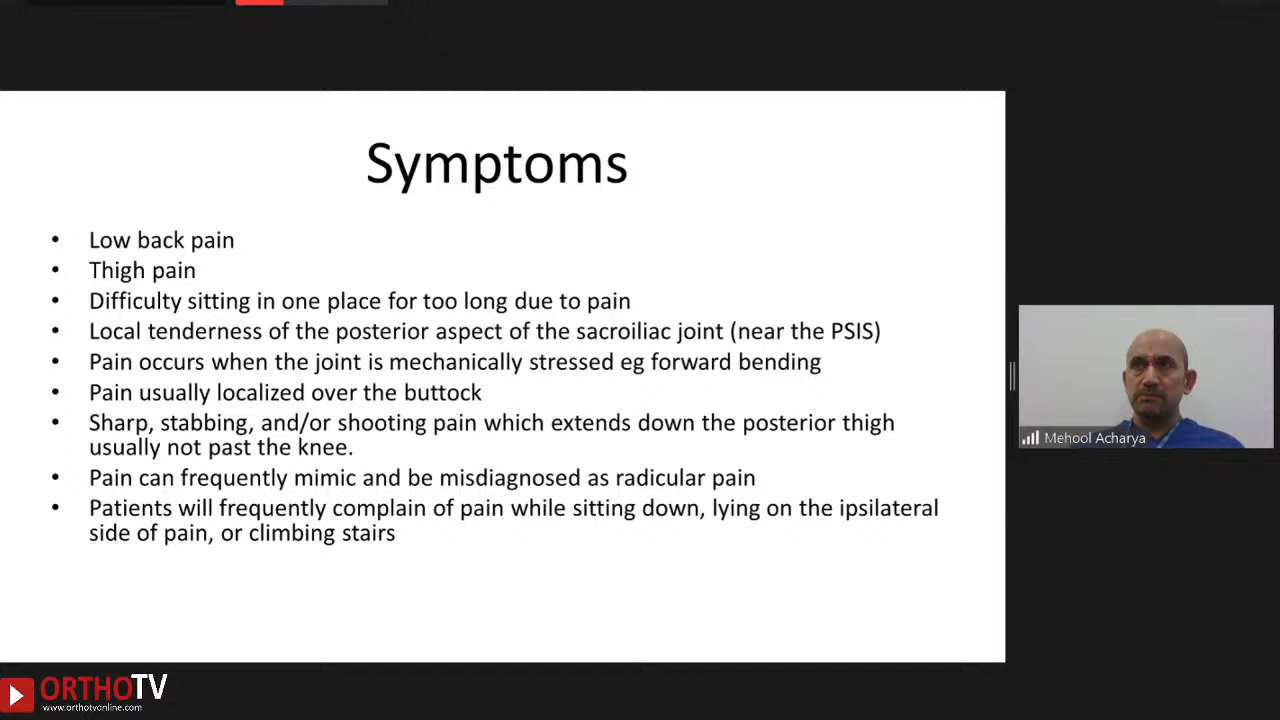 Symptoms
• Low back pain
• Thigh pain
• Difficulty sitting in one place for too long due to pain
• Local tenderness of the posterior aspect of the sacroiliac joint (near the PSIS)
• Pain occurs when the joint is mechanically stressed eg forward bending
• Pain usually localized over the buttock
• Sharp, stabbing, and/or shooting pain which extends down the posterior thigh
usually not past the knee.
• Pain can frequently mimic and be misdiagnosed as radicular pain
• Patients will frequently complain of pain while sitting down, lying on the ipsilateral
side of pain, or climbing stairs
Mehool Acharya
ORTHOTV
www.orthotvonline.com